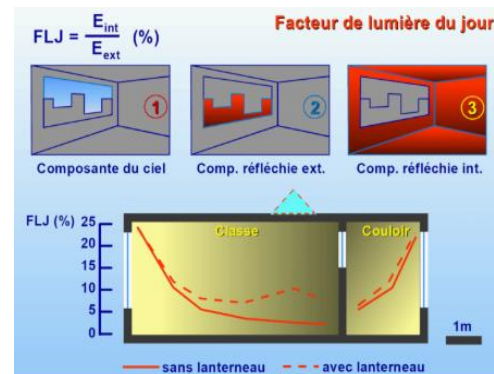 Facteur de lumière du jour
FLJ = E int / E ext (%)
1
2
3
Composante du ciel
Comp. réfléchie ext.
Comp. réfléchie int.
FLJ (%)
25
20
15
10
5
0
Classe
Couloir
1m
sans lanterneau
avec lanterneau